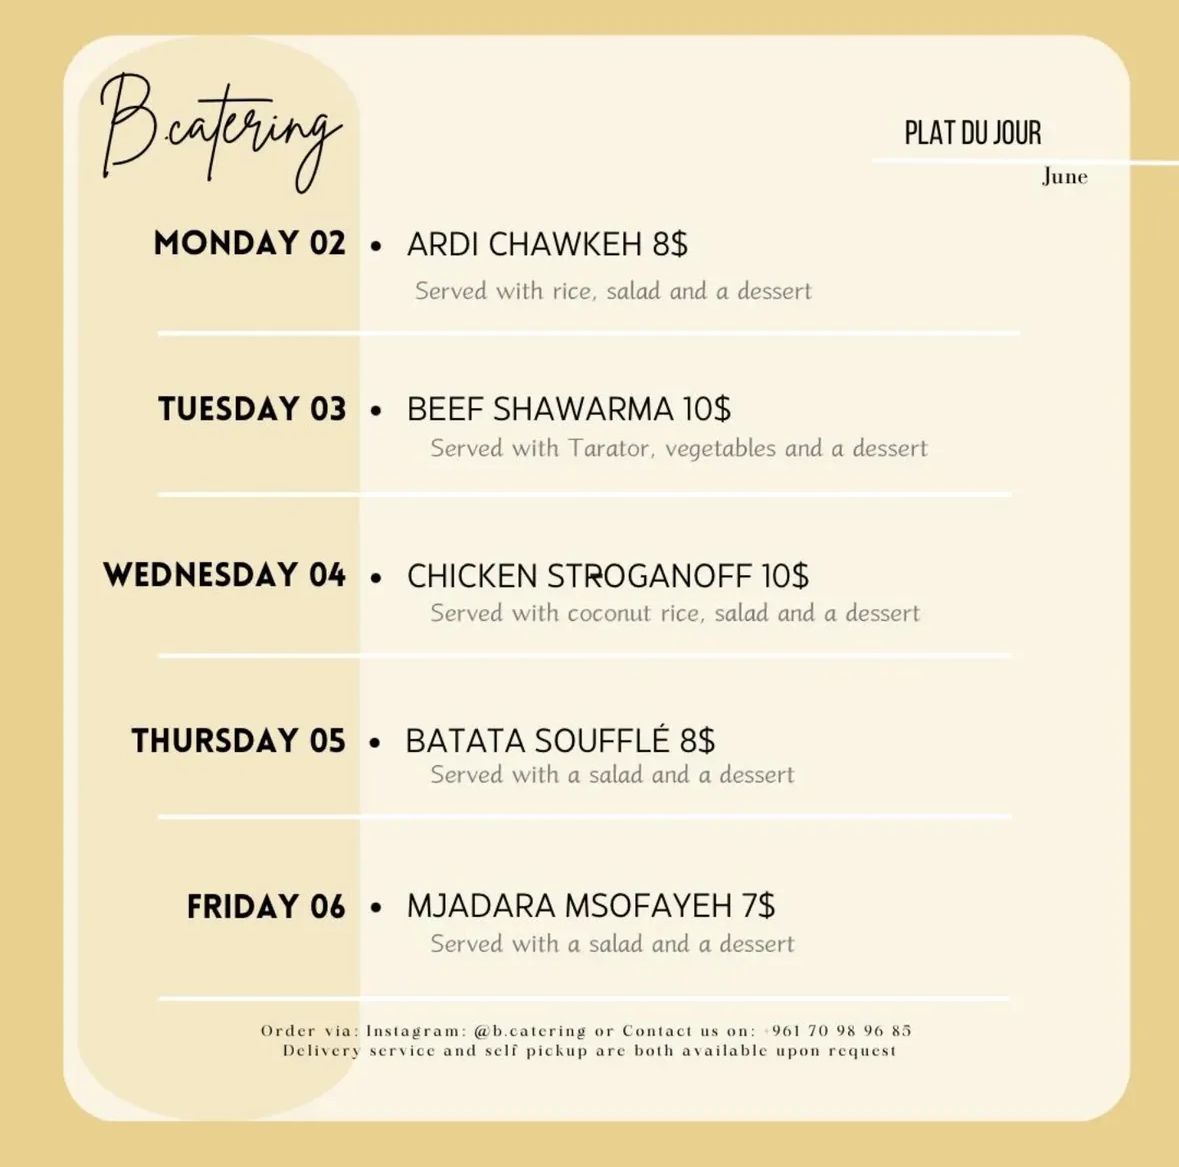 B.catering
PLAT DU JOUR
June
MONDAY 02 • ARDI CHAWKEH 8$
Served with rice, salad and a dessert
TUESDAY 03 • BEEF SHAWARMA 10$
Served with Tarator, vegetables and a dessert
WEDNESDAY 04 • CHICKEN STROGANOFF 10$
Served with coconut rice, salad and a dessert
THURSDAY 05 • BATATA SOUFFLÉ 8$
Served with a salad and a dessert
FRIDAY 06 • MJADARA MSOFAYEH 7$
Served with a salad and a dessert
Order via: Instagram: @b.catering or Contact us on: +961 70 98 96 85
Delivery service and self pickup are both available upon request